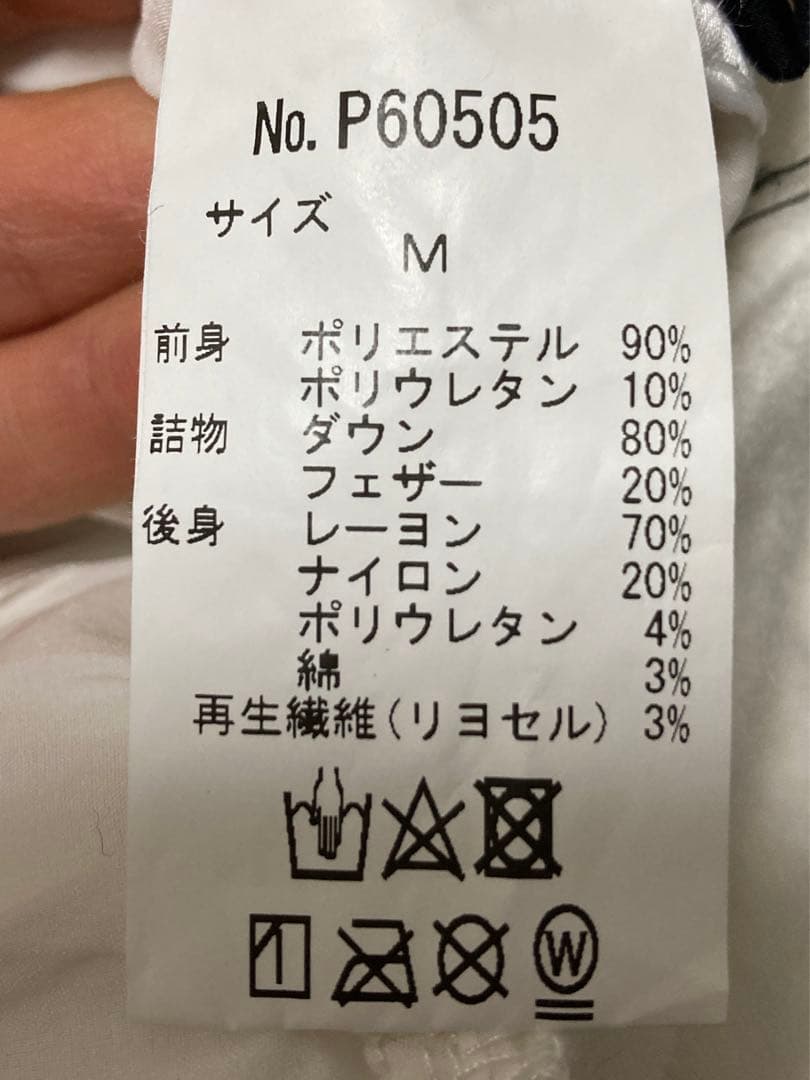 No. P60505
サイズ
M
前身 ポリエステル 90%
ポリウレタン 10%
詰物 ダウン 80%
フェザー 20%
後身 レーヨン 70%
ナイロン 20%
ポリウレタン 4%
綿 3%
再生繊維(リヨセル) 3%
W